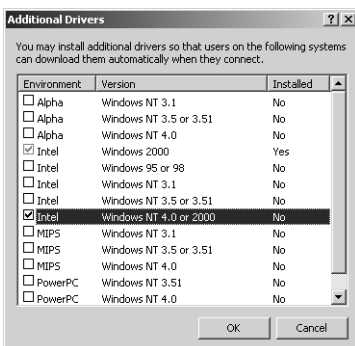 Additional Drivers
You may install additional drivers so that users on the following systems
can download them automatically when they connect.
Environment Version Installed
Alpha Windows NT 3.1 No
Alpha Windows NT 3.5 or 3.51 No
Alpha Windows NT 4.0 No
Intel Windows 2000 Yes
Intel Windows 95 or 98 No
Intel Windows NT 3.1 No
Intel Windows NT 3.5 or 3.51 No
Intel Windows NT 4.0 or 2000 No
MIPS Windows NT 3.1 No
MIPS Windows NT 3.5 or 3.51 No
MIPS Windows NT 4.0 No
PowerPC Windows NT 3.51 No
PowerPC Windows NT 4.0 No
OK Cancel